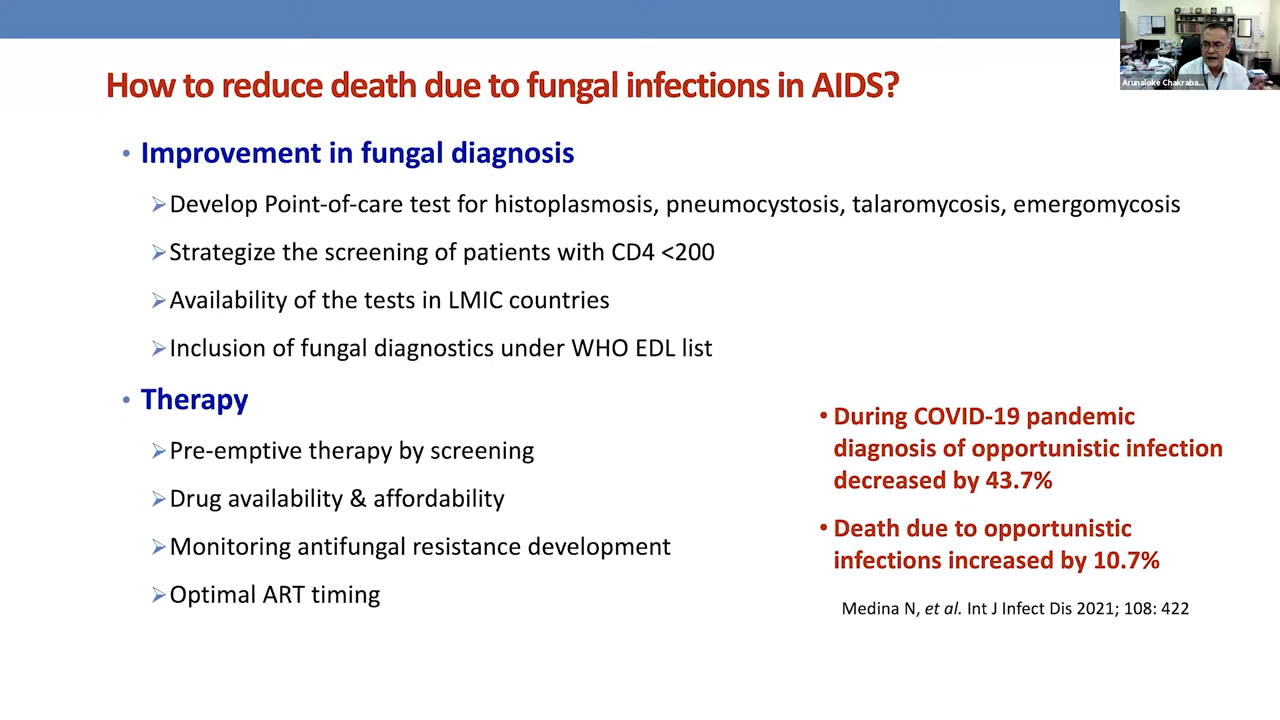 How to reduce death due to fungal infections in AIDS?
• Improvement in fungal diagnosis
➢Develop Point-of-care test for histoplasmosis, pneumocystosis, talaromycosis, emergomycosis
➢Strategize the screening of patients with CD4 <200
➢Availability of the tests in LMIC countries
➢Inclusion of fungal diagnostics under WHO EDL list
• Therapy
➢Pre-emptive therapy by screening
➢Drug availability & affordability
➢Monitoring antifungal resistance development
➢Optimal ART timing
• During COVID-19 pandemic
diagnosis of opportunistic infection
decreased by 43.7%
• Death due to opportunistic
infections increased by 10.7%
Medina N, et al. Int J Infect Dis 2021; 108: 422
Arunaloke Chakraba...